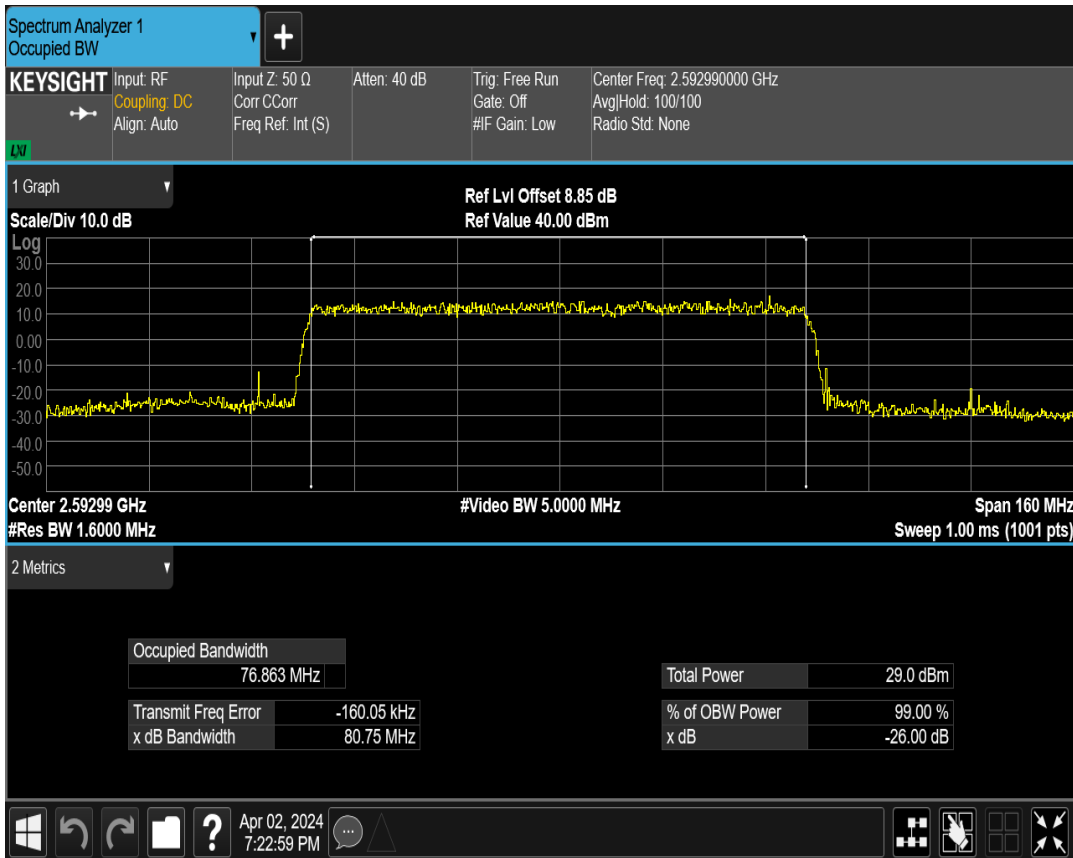 Spectrum Analyzer 1
Occupied BW
KEYSIGHT
Input: RF
Coupling: DC
Align: Auto
Input Z: 50 Ω
Corr CCorr
Freq Ref: Int (S)
Atten: 40 dB
Trig: Free Run
Gate: Off
#IF Gain: Low
Center Freq: 2.592990000 GHz
Avg|Hold: 100/100
Radio Std: None
LXI
1 Graph
Scale/Div 10.0 dB
Ref Lvl Offset 8.85 dB
Ref Value 40.00 dBm
Log
30.0
20.0
10.0
0.00
-10.0
-20.0
-30.0
-40.0
-50.0
Center 2.59299 GHz
#Video BW 5.0000 MHz
Span 160 MHz
#Res BW 1.6000 MHz
Sweep 1.00 ms (1001 pts)
2 Metrics
Occupied Bandwidth
76.863 MHz
Total Power 29.0 dBm
Transmit Freq Error -160.05 kHz
% of OBW Power 99.00 %
x dB Bandwidth 80.75 MHz
x dB -26.00 dB
Apr 02, 2024
7:22:59 PM